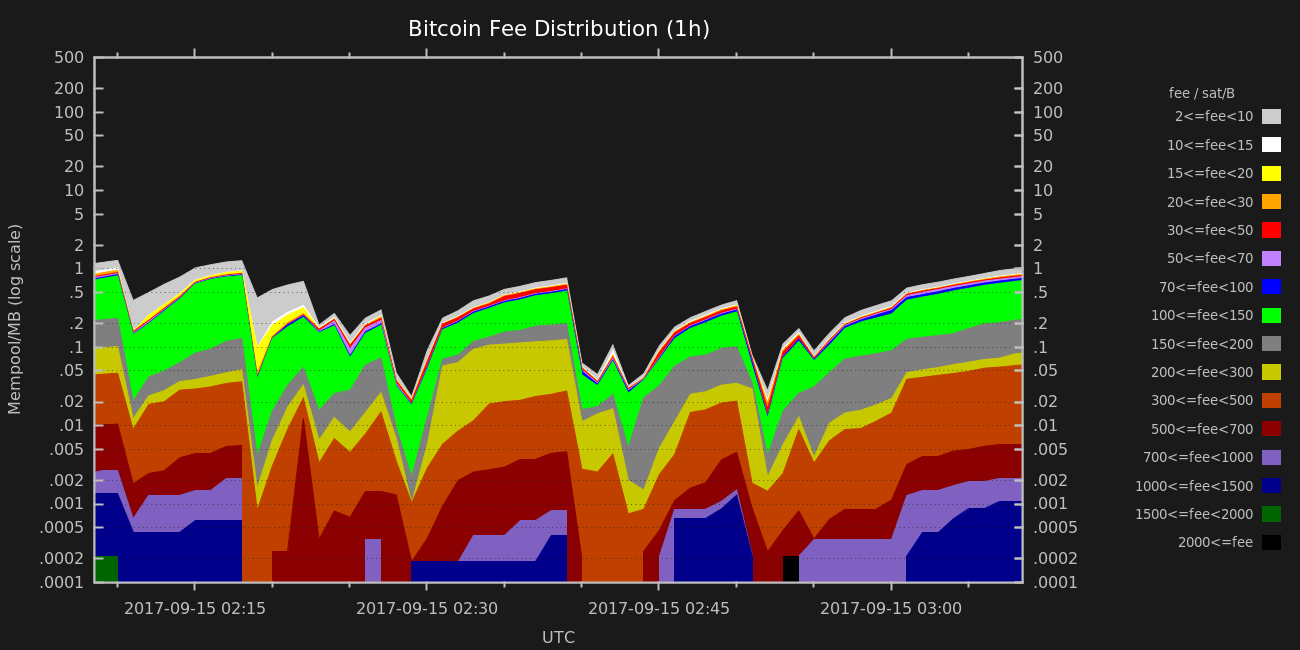 Bitcoin Fee Distribution (1h)
500 500
200 200
100 100
50 50
20 20
10 10
5 5
2 2
1 1
.5 .5
.2 .2
.1 .1
.05 .05
.02 .02
.01 .01
.005 .005
.002 .002
.001 .001
.0005 .0005
.0002 .0002
.0001 .0001
Mempool/MB (log scale)
2017-09-15 02:15 2017-09-15 02:30 2017-09-15 02:45 2017-09-15 03:00
UTC
fee / sat/B
2<=fee<10
10<=fee<15
15<=fee<20
20<=fee<30
30<=fee<50
50<=fee<70
70<=fee<100
100<=fee<150
150<=fee<200
200<=fee<300
300<=fee<500
500<=fee<700
700<=fee<1000
1000<=fee<1500
1500<=fee<2000
2000<=fee